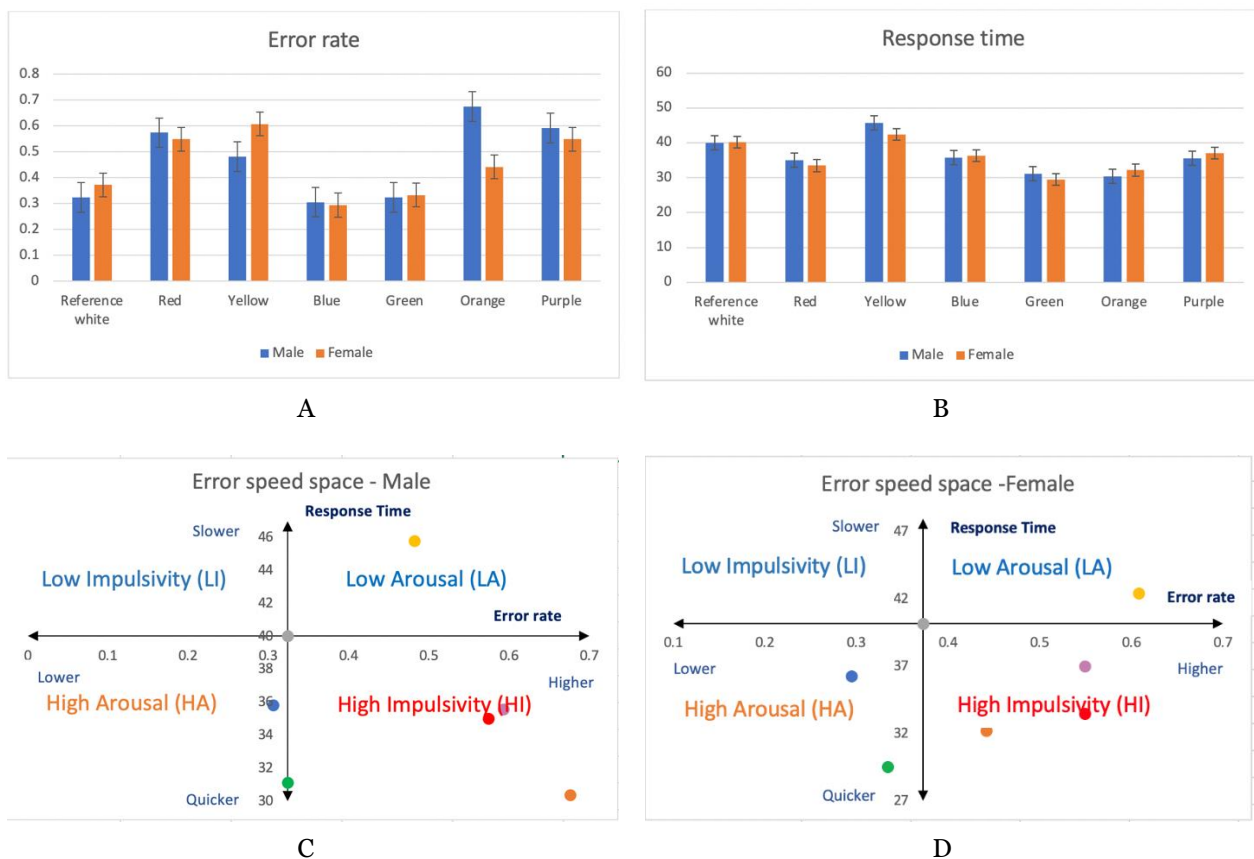 Error rate
0.8
0.7
0.6
0.5
0.4
0.3
0.2
0.1
0
Reference white
Red
Yellow
Blue
Green
Orange
Purple
Male
Female
A
Response time
60
50
40
30
20
10
0
Reference white
Red
Yellow
Blue
Green
Orange
Purple
Male
Female
B
Error speed space - Male
Response Time
Slower
46
44
42
40
38
36
34
32
30
Low Impulsivity (LI)
Low Arousal (LA)
Error rate
0
0.1
0.2
0.3
0.4
0.5
0.6
0.7
Lower
Higher
High Arousal (HA)
High Impulsivity (HI)
Quicker
C
Error speed space -Female
Slower
47
Response Time
Low Impulsivity (LI)
Low Arousal (LA)
42
Error rate
0.1
0.2
0.3
0.4
0.5
0.6
0.7
Lower
37
Higher
High Arousal (HA)
High Impulsivity (HI)
32
Quicker
27
D